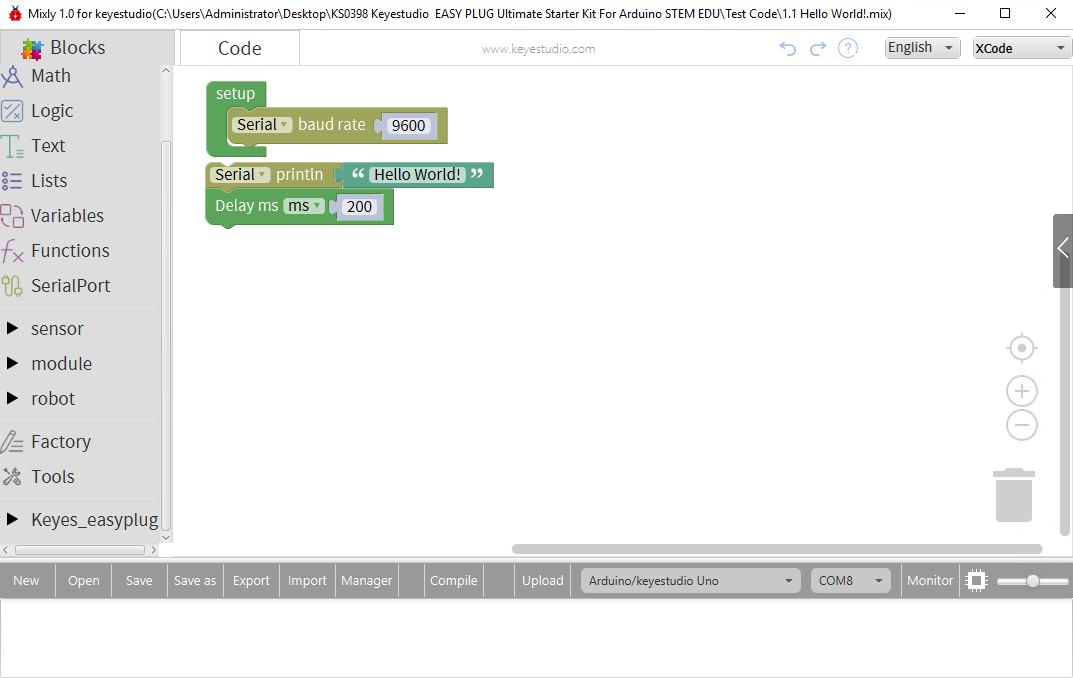 Mixly 1.0 for keyestudio(C:\Users\Administrator\Desktop\KS0398 Keyestudio  EASY PLUG Ultimate Starter Kit For Arduino STEM EDU\Test Code\1.1 Hello World!.mix)
Blocks
Code
www.keyestudio.com
?
English
XCode
Math
Logic
Text
Lists
Variables
Functions
SerialPort
sensor
module
robot
Factory
Tools
Keyes_easyplug
setup
Serial baud rate 9600
Serial println “ Hello World! ”
Delay ms ms 200
New Open Save Save as Export Import Manager Compile Upload Arduino/keyestudio Uno COM8 Monitor